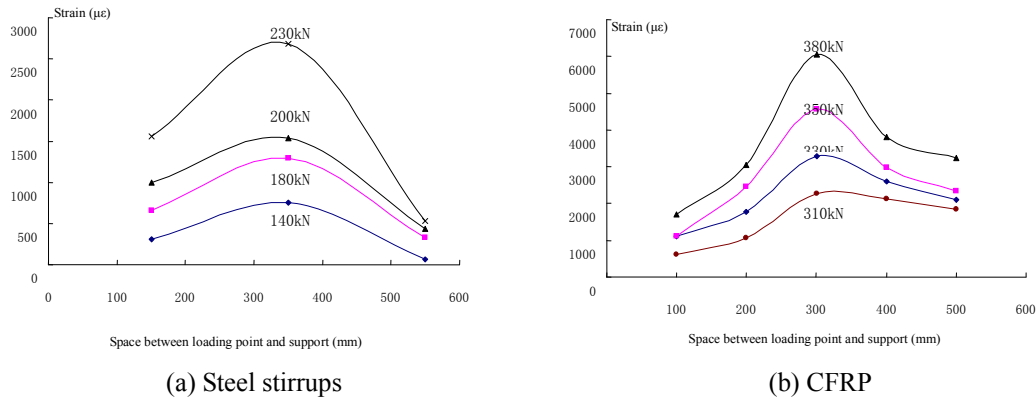 Strain (με)
3000
2500
2000
1500
1000
500
0
230kN
200kN
180kN
140kN
0 100 200 300 400 500 600
Space between loading point and support (mm)
(a) Steel stirrups
Strain (με)
7000
6000
5000
4000
3000
2000
1000
0
380kN
350kN
330kN
310kN
100 200 300 400 500 600
Space between loading point and support (mm)
(b) CFRP